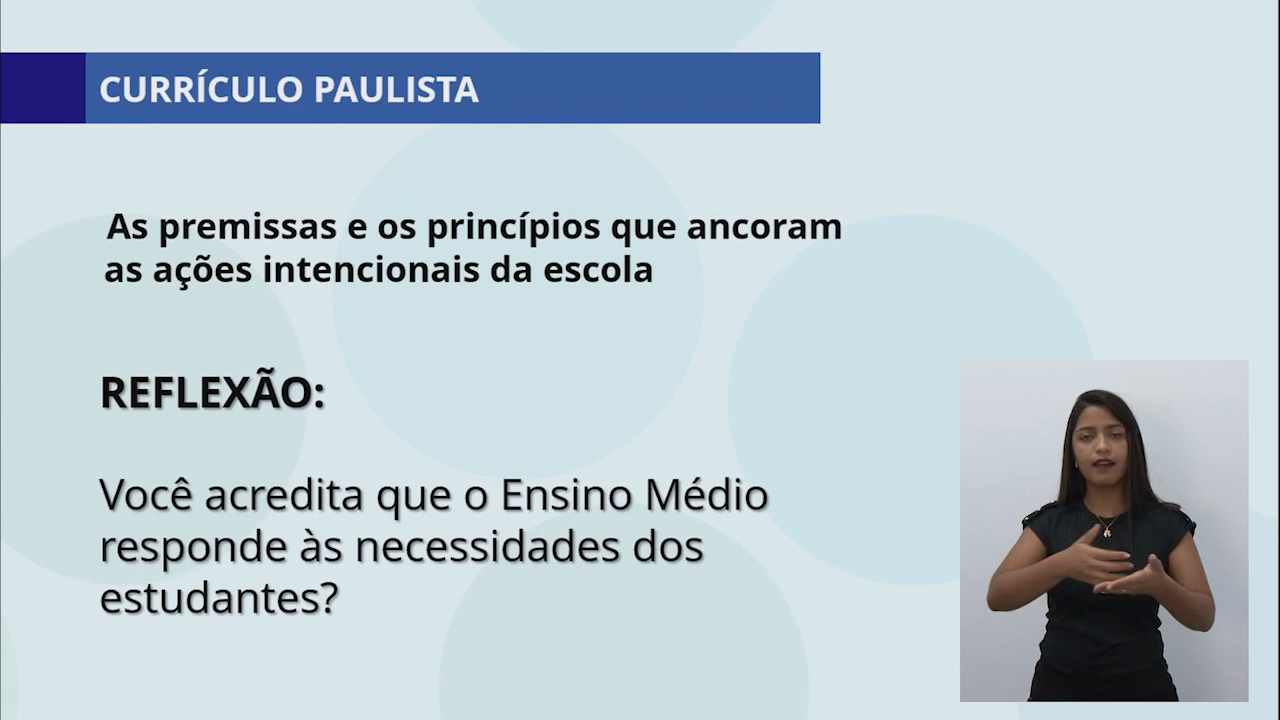 CURRÍCULO PAULISTA
As premissas e os princípios que ancoram
as ações intencionais da escola
REFLEXÃO:
Você acredita que o Ensino Médio
responde às necessidades dos
estudantes?